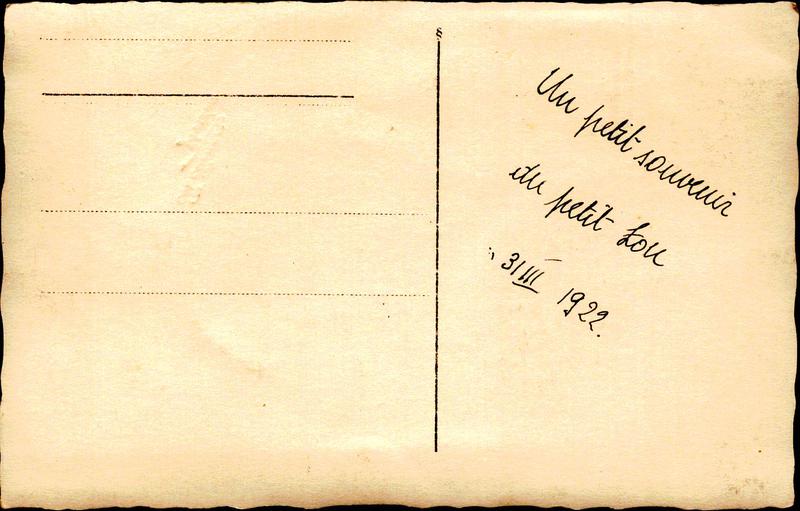 §
Un petit souvenir
du petit Lou
31 III 1922.